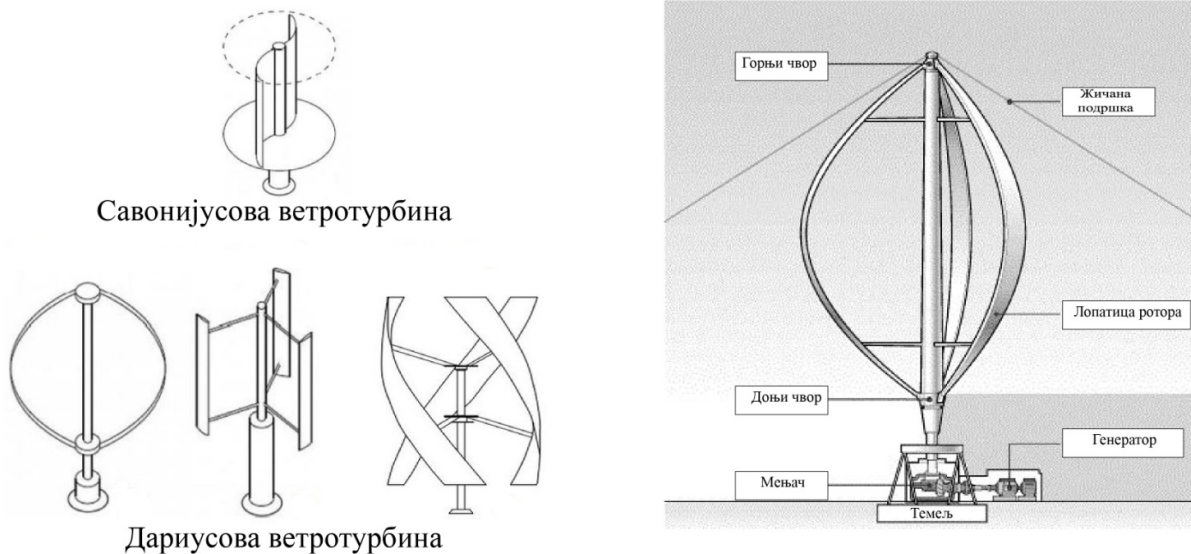 Савонијусова ветротурбина
Дариусова ветротурбина
Горњи чвор
Жичана
подршка
Лопатица ротора
Доњи чвор
Генератор
Мењач
Темељ